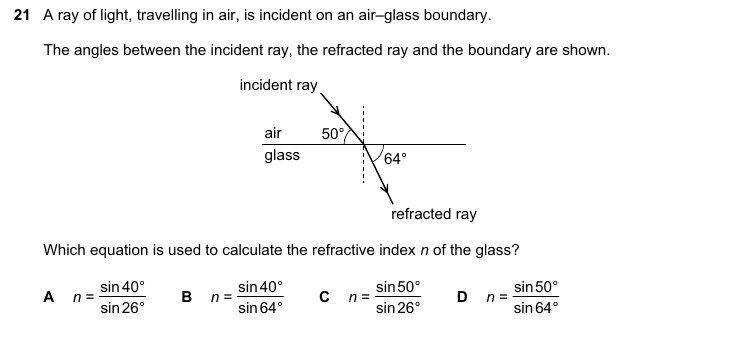 21 A ray of light, travelling in air, is incident on an air–glass boundary.
The angles between the incident ray, the refracted ray and the boundary are shown.
incident ray
air 50°
glass 64°
refracted ray
Which equation is used to calculate the refractive index n of the glass?
A n = sin 40° / sin 26° B n = sin 40° / sin 64° C n = sin 50° / sin 26° D n = sin 50° / sin 64°